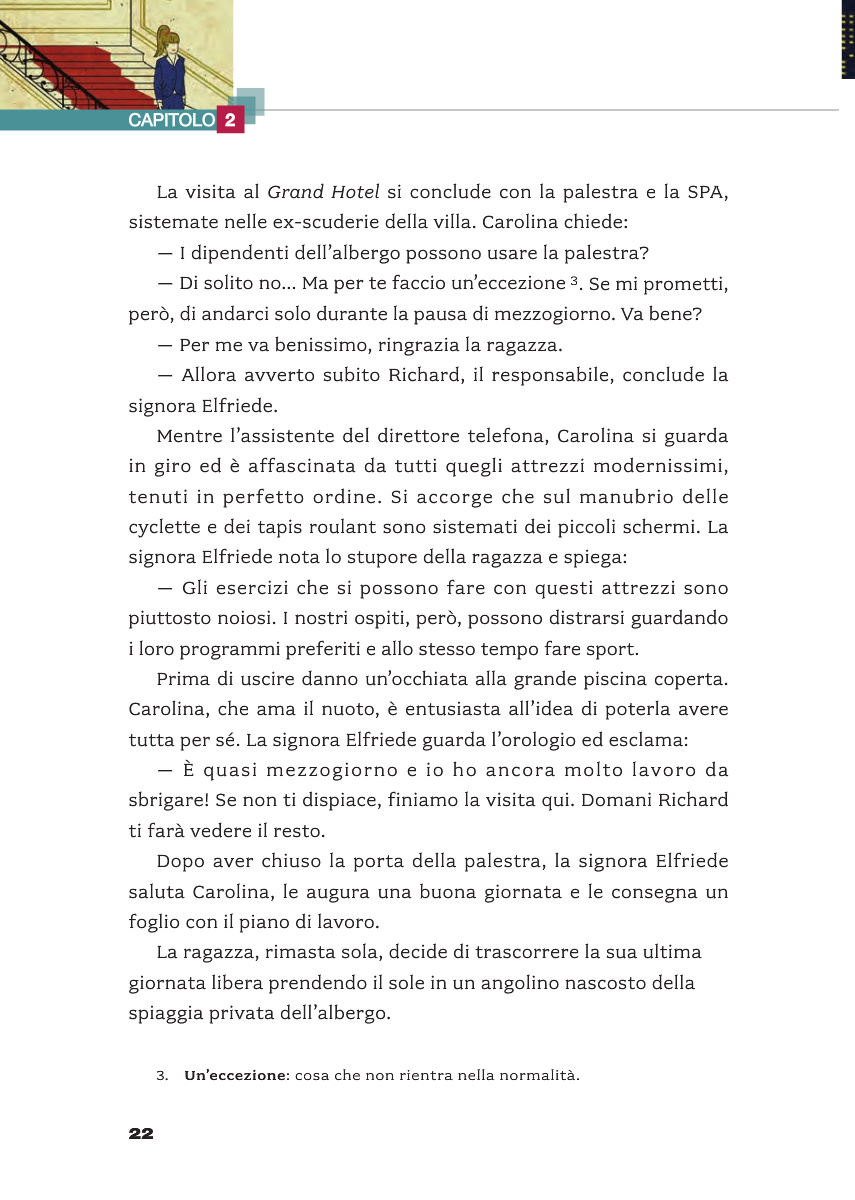 CAPITOLO 2
La visita al Grand Hotel si conclude con la palestra e la SPA,
sistemate nelle ex-scuderie della villa. Carolina chiede:
— I dipendenti dell’albergo possono usare la palestra?
— Di solito no... Ma per te faccio un’eccezione ³. Se mi prometti,
però, di andarci solo durante la pausa di mezzogiorno. Va bene?
— Per me va benissimo, ringrazia la ragazza.
— Allora avverto subito Richard, il responsabile, conclude la
signora Elfriede.
Mentre l’assistente del direttore telefona, Carolina si guarda
in giro ed è affascinata da tutti quegli attrezzi modernissimi,
tenuti in perfetto ordine. Si accorge che sul manubrio delle
cyclette e dei tapis roulant sono sistemati dei piccoli schermi. La
signora Elfriede nota lo stupore della ragazza e spiega:
— Gli esercizi che si possono fare con questi attrezzi sono
piuttosto noiosi. I nostri ospiti, però, possono distrarsi guardando
i loro programmi preferiti e allo stesso tempo fare sport.
Prima di uscire danno un’occhiata alla grande piscina coperta.
Carolina, che ama il nuoto, è entusiasta all’idea di poterla avere
tutta per sé. La signora Elfriede guarda l’orologio ed esclama:
— È quasi mezzogiorno e io ho ancora molto lavoro da
sbrigare! Se non ti dispiace, finiamo la visita qui. Domani Richard
ti farà vedere il resto.
Dopo aver chiuso la porta della palestra, la signora Elfriede
saluta Carolina, le augura una buona giornata e le consegna un
foglio con il piano di lavoro.
La ragazza, rimasta sola, decide di trascorrere la sua ultima
giornata libera prendendo il sole in un angolino nascosto della
spiaggia privata dell’albergo.
3. Un’eccezione: cosa che non rientra nella normalità.
22